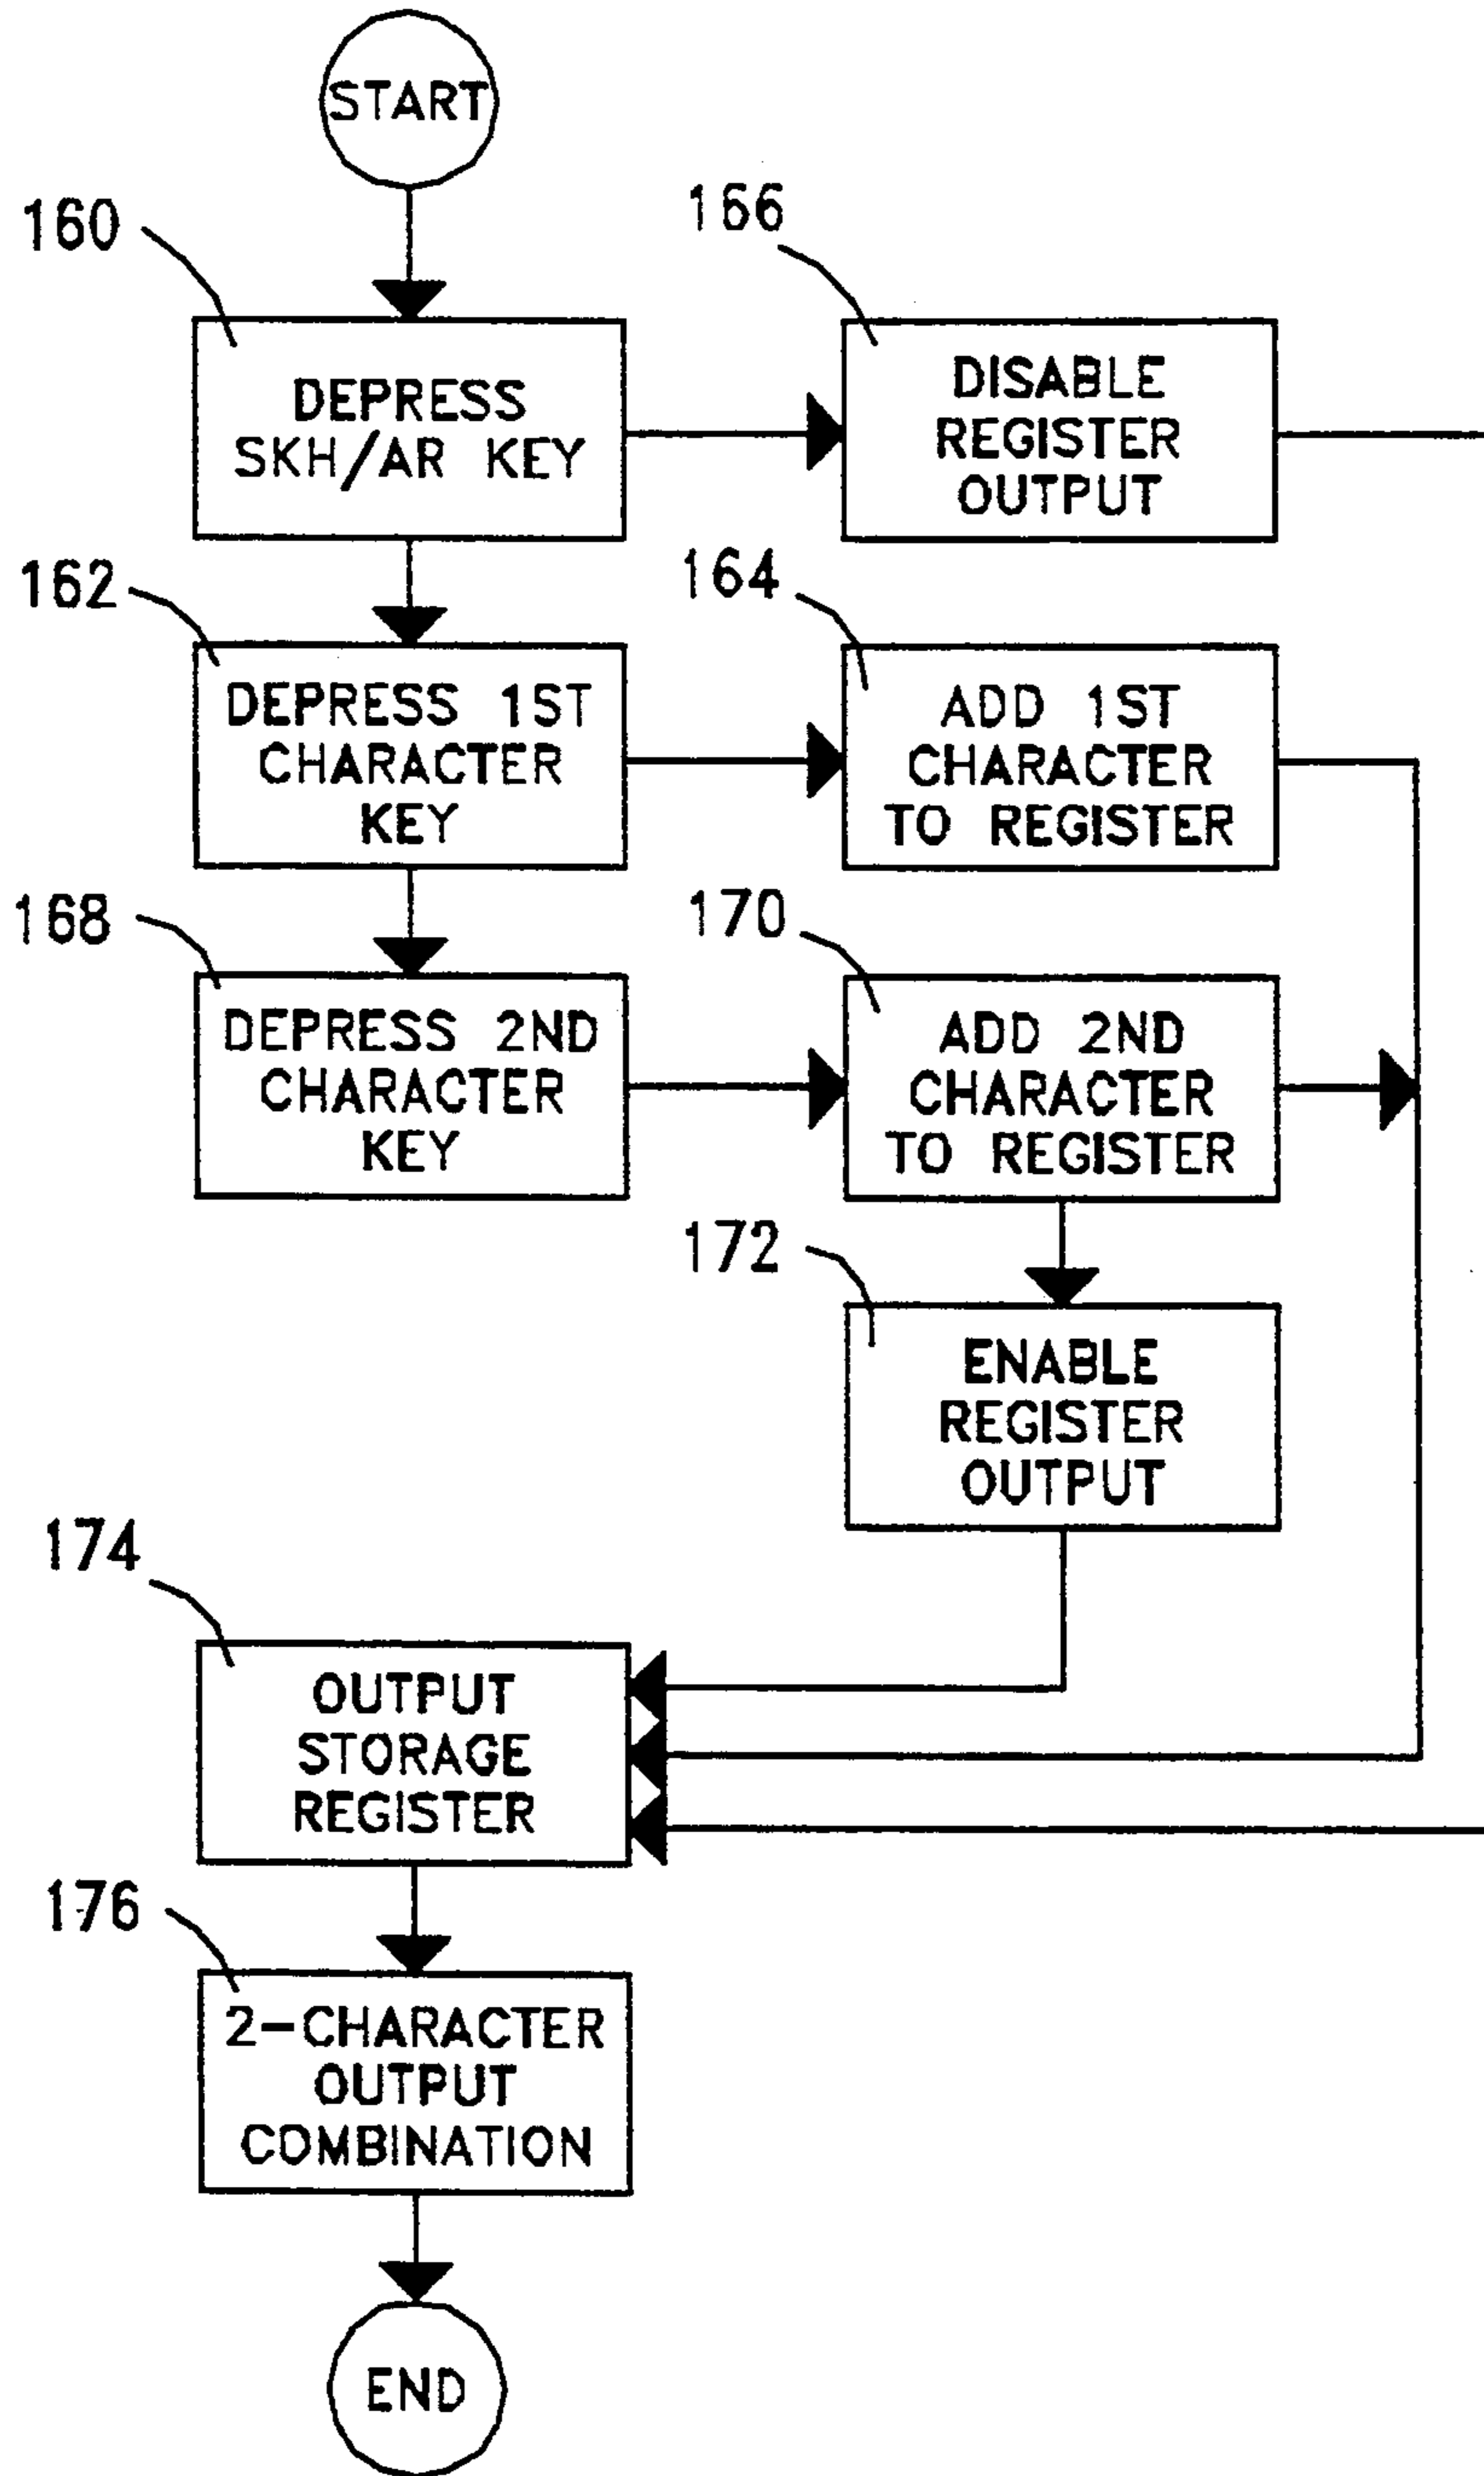 START
160
DEPRESS
SKH/AR KEY
166
DISABLE
REGISTER
OUTPUT
162
DEPRESS 1ST
CHARACTER
KEY
164
ADD 1ST
CHARACTER
TO REGISTER
168
DEPRESS 2ND
CHARACTER
KEY
170
ADD 2ND
CHARACTER
TO REGISTER
172
ENABLE
REGISTER
OUTPUT
174
OUTPUT
STORAGE
REGISTER
176
2-CHARACTER
OUTPUT
COMBINATION
END